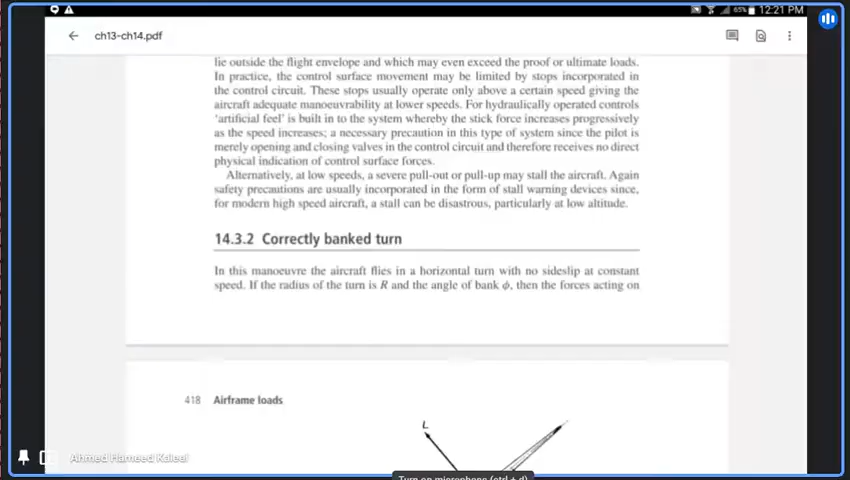 65% 12:21 PM
ch13-ch14.pdf
lie outside the flight envelope and which may even exceed the proof or ultimate loads.
In practice, the control surface movement may be limited by stops incorporated in
the control circuit. These stops usually operate only above a certain speed giving the
aircraft adequate manoeuvrability at lower speeds. For hydraulically operated controls
‘artificial feel’ is built in to the system whereby the stick force increases progressively
as the speed increases; a necessary precaution in this type of system since the pilot is
merely opening and closing valves in the control circuit and therefore receives no direct
physical indication of control surface forces.
Alternatively, at low speeds, a severe pull-out or pull-up may stall the aircraft. Again
safety precautions are usually incorporated in the form of stall warning devices since,
for modern high speed aircraft, a stall can be disastrous, particularly at low altitude.
14.3.2 Correctly banked turn
In this manoeuvre the aircraft flies in a horizontal turn with no sideslip at constant
speed. If the radius of the turn is R and the angle of bank ϕ, then the forces acting on
418 Airframe loads
L
Ahmed Hameed Kaleel
Turn on microphone (ctrl + d)